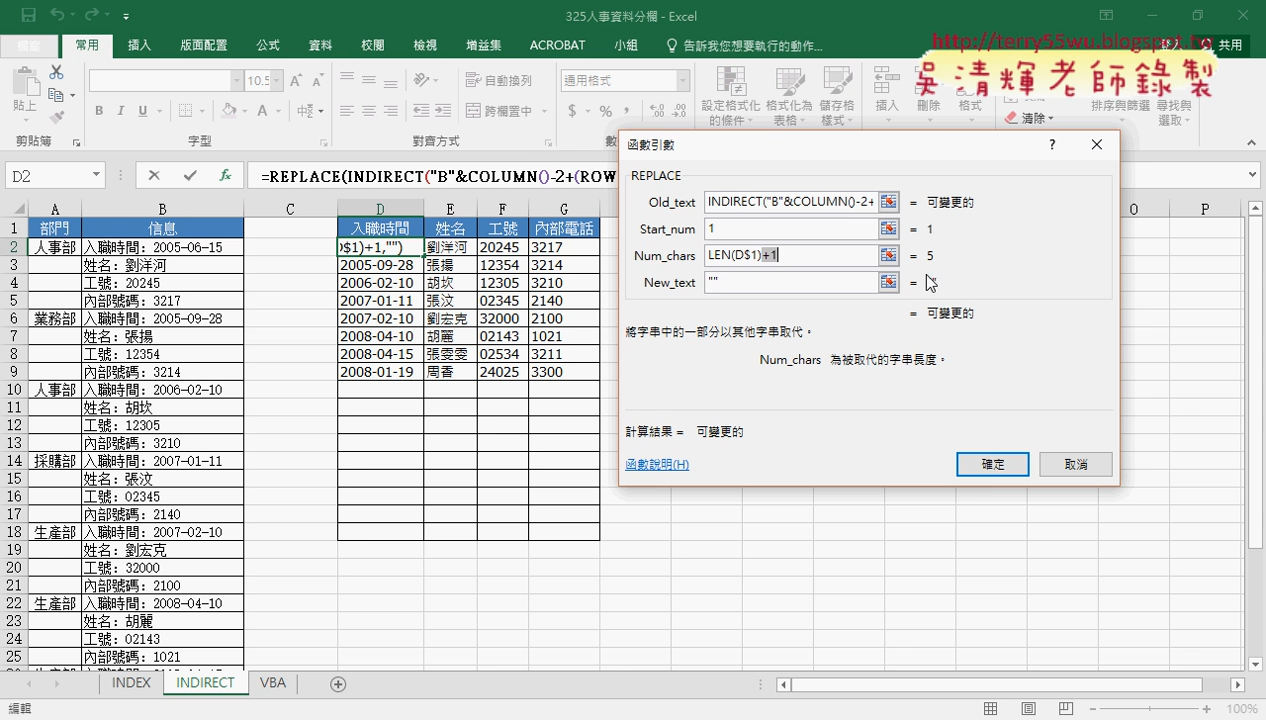 325人事資料分欄 - Excel
常用 插入 版面配置 公式 資料 校閱 檢視 增益集 ACROBAT 小組 告訴我您想要執行的動作... 共用
http://terry55wu.blogspot.
吳清輝老師錄製
貼上 10.5 自動換列 通用格式 設定格式化的條件 格式化為表格 儲存格樣式 插入 刪除 格式 清除 排序與篩選 尋找與選取
B I U 跨欄置中 $ %
剪貼簿 字型 對齊方式
D2 =REPLACE(INDIRECT("B"&COLUMN()-2+(ROW
A B C D E F G O P
1 部門 信息 入職時間 姓名 工號 內部電話
2 人事部 入職時間：2005-06-15 D$1)+1,"") 劉洋河 20245 3217
3 姓名：劉洋河 2005-09-28 張揚 12354 3214
4 工號：20245 2006-02-10 胡坎 12305 3210
5 內部號碼：3217 2007-01-11 張汶 02345 2140
6 業務部 入職時間：2005-09-28 2007-02-10 劉宏克 32000 2100
7 姓名：張揚 2008-04-10 胡麗 02143 1021
8 工號：12354 2008-04-15 張雯雯 02534 3211
9 內部號碼：3214 2008-01-19 周香 24025 3300
10 人事部 入職時間：2006-02-10
11 姓名：胡坎
12 工號：12305
13 內部號碼：3210
14 採購部 入職時間：2007-01-11
15 姓名：張汶
16 工號：02345
17 內部號碼：2140
18 生產部 入職時間：2007-02-10
19 姓名：劉宏克
20 工號：32000
21 內部號碼：2100
22 生產部 入職時間：2008-04-10
23 姓名：胡麗
24 工號：02143
25 內部號碼：1021
函數引數 ?
REPLACE
Old_text INDIRECT("B"&COLUMN()-2+ = 可變更的
Start_num 1 = 1
Num_chars LEN(D$1)+1 = 5
New_text "" =
= 可變更的
將字串中的一部分以其他字串取代。
Num_chars 為被取代的字串長度。
計算結果 = 可變更的
函數說明(H) 確定 取消
INDEX INDIRECT VBA
編輯 100%